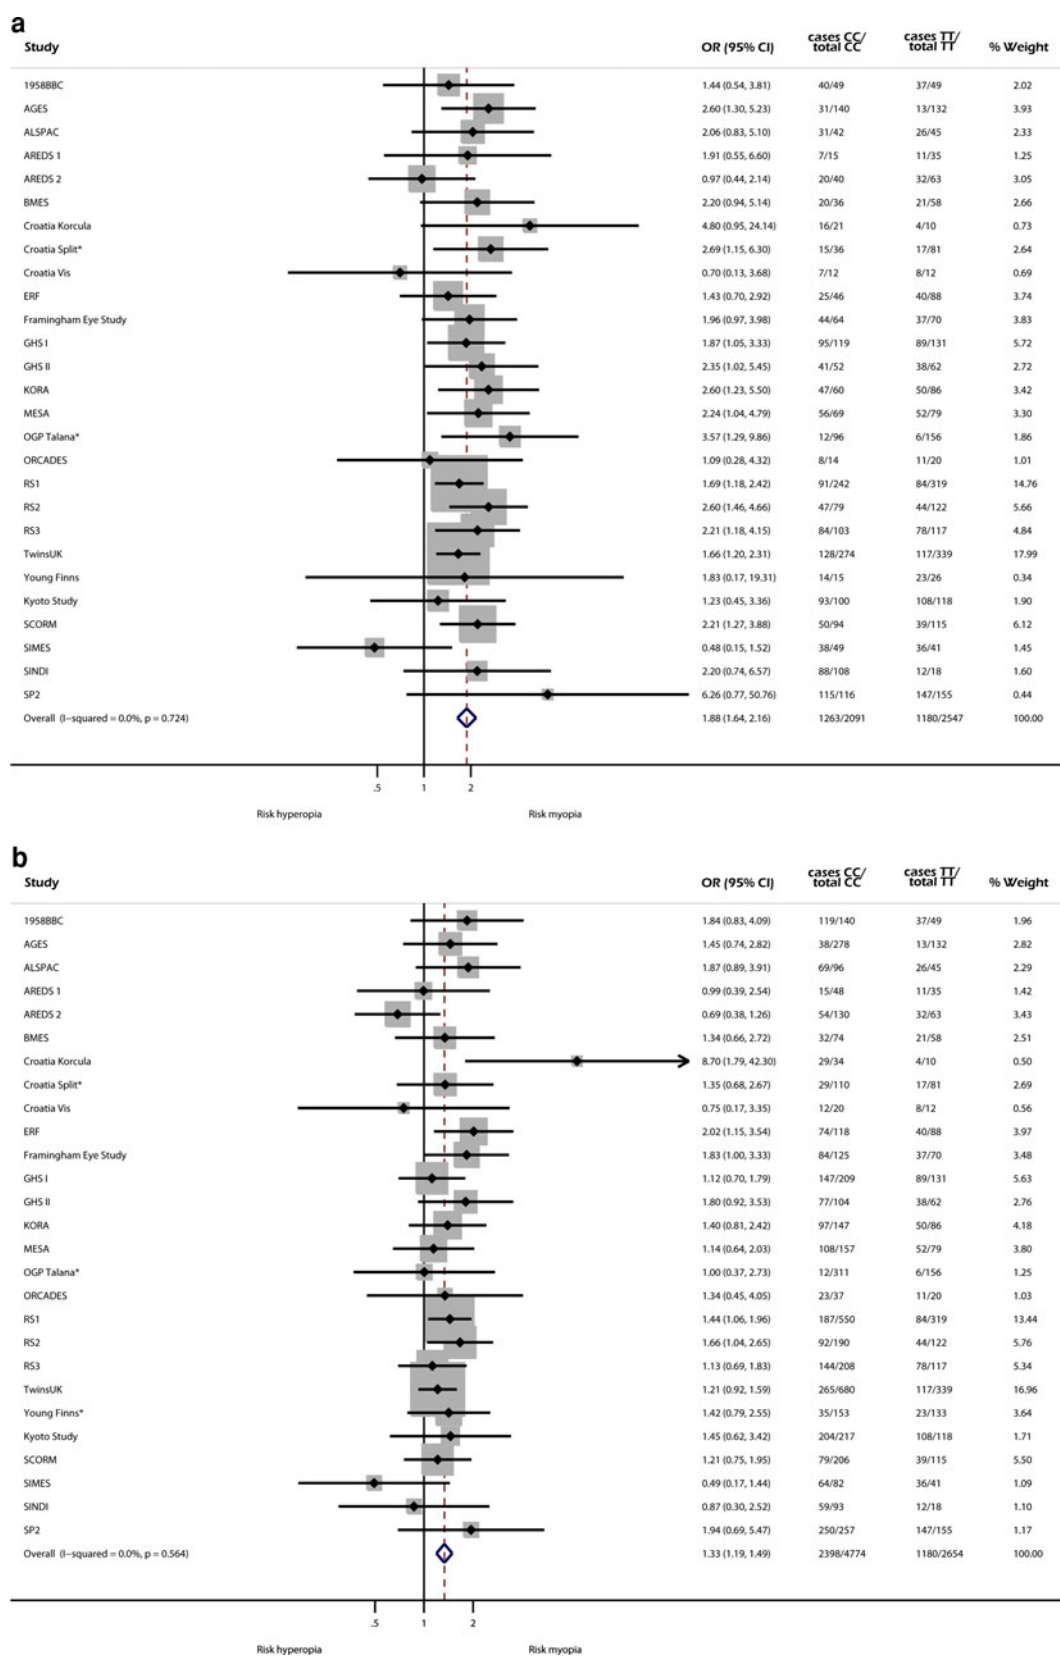 a
Study OR (95% CI) cases CC/ total CC cases TT/ total TT % Weight
1958BBC 1.44 (0.54, 3.81) 40/49 37/49 2.02
AGES 2.60 (1.30, 5.23) 31/140 13/132 3.93
ALSPAC 2.06 (0.83, 5.10) 31/42 26/45 2.33
AREDS 1 1.91 (0.55, 6.60) 7/15 11/35 1.25
AREDS 2 0.97 (0.44, 2.14) 20/40 32/63 3.05
BMES 2.20 (0.94, 5.14) 20/36 21/58 2.66
Croatia Korcula 4.80 (0.95, 24.14) 16/21 4/10 0.73
Croatia Split* 2.69 (1.15, 6.30) 15/36 17/81 2.64
Croatia Vis 0.70 (0.13, 3.68) 7/12 8/12 0.69
ERF 1.43 (0.70, 2.92) 25/46 40/88 3.74
Framingham Eye Study 1.96 (0.97, 3.98) 44/64 37/70 3.83
GHS I 1.87 (1.05, 3.33) 95/119 89/131 5.72
GHS II 2.35 (1.02, 5.45) 41/52 38/62 2.72
KORA 2.60 (1.23, 5.50) 47/60 50/86 3.42
MESA 2.24 (1.04, 4.79) 56/69 52/79 3.30
OGP Talana* 3.57 (1.29, 9.86) 12/96 6/156 1.86
ORCADES 1.09 (0.28, 4.32) 8/14 11/20 1.01
RS1 1.69 (1.18, 2.42) 91/242 84/319 14.76
RS2 2.60 (1.46, 4.66) 47/79 44/122 5.66
RS3 2.21 (1.18, 4.15) 84/103 78/117 4.84
TwinsUK 1.66 (1.20, 2.31) 128/274 117/339 17.99
Young Finns 1.83 (0.17, 19.31) 14/15 23/26 0.34
Kyoto Study 1.23 (0.45, 3.36) 93/100 108/118 1.90
SCORM 2.21 (1.27, 3.88) 50/94 39/115 6.12
SIMES 0.48 (0.15, 1.52) 38/49 36/41 1.45
SINDI 2.20 (0.74, 6.57) 88/108 12/18 1.60
SP2 6.26 (0.77, 50.76) 115/116 147/155 0.44
Overall (I−squared = 0.0%, p = 0.724) 1.88 (1.64, 2.16) 1263/2091 1180/2547 100.00
.5 1 2
Risk hyperopia Risk myopia
b
Study OR (95% CI) cases CC/ total CC cases TT/ total TT % Weight
1958BBC 1.84 (0.83, 4.09) 119/140 37/49 1.96
AGES 1.45 (0.74, 2.82) 38/278 13/132 2.82
ALSPAC 1.87 (0.89, 3.91) 69/96 26/45 2.29
AREDS 1 0.99 (0.39, 2.54) 15/48 11/35 1.42
AREDS 2 0.69 (0.38, 1.26) 54/130 32/63 3.43
BMES 1.34 (0.66, 2.72) 32/74 21/58 2.51
Croatia Korcula 8.70 (1.79, 42.30) 29/34 4/10 0.50
Croatia Split* 1.35 (0.68, 2.67) 29/110 17/81 2.69
Croatia Vis 0.75 (0.17, 3.35) 12/20 8/12 0.56
ERF 2.02 (1.15, 3.54) 74/118 40/88 3.97
Framingham Eye Study 1.83 (1.00, 3.33) 84/125 37/70 3.48
GHS I 1.12 (0.70, 1.79) 147/209 89/131 5.63
GHS II 1.80 (0.92, 3.53) 77/104 38/62 2.76
KORA 1.40 (0.81, 2.42) 97/147 50/86 4.18
MESA 1.14 (0.64, 2.03) 108/157 52/79 3.80
OGP Talana* 1.00 (0.37, 2.73) 12/311 6/156 1.25
ORCADES 1.34 (0.45, 4.05) 23/37 11/20 1.03
RS1 1.44 (1.06, 1.96) 187/550 84/319 13.44
RS2 1.66 (1.04, 2.65) 92/190 44/122 5.76
RS3 1.13 (0.69, 1.83) 144/208 78/117 5.34
TwinsUK 1.21 (0.92, 1.59) 265/680 117/339 16.96
Young Finns* 1.42 (0.79, 2.55) 35/153 23/133 3.64
Kyoto Study 1.45 (0.62, 3.42) 204/217 108/118 1.71
SCORM 1.21 (0.75, 1.95) 79/206 39/115 5.50
SIMES 0.49 (0.17, 1.44) 64/82 36/41 1.09
SINDI 0.87 (0.30, 2.52) 59/93 12/18 1.10
SP2 1.94 (0.69, 5.47) 250/257 147/155 1.17
Overall (I−squared = 0.0%, p = 0.564) 1.33 (1.19, 1.49) 2398/4774 1180/2654 100.00
.5 1 2
Risk hyperopia Risk myopia